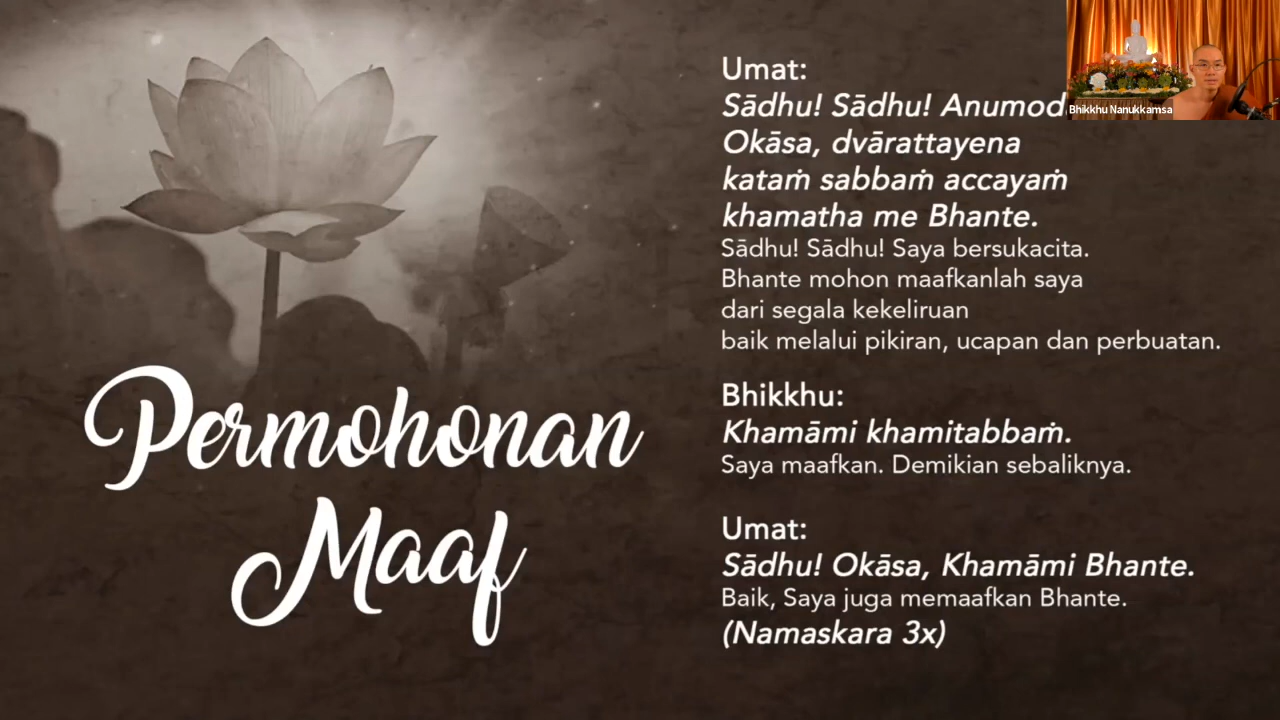 Permohonan
Maaf
Umat:
Sādhu! Sādhu!
Okāsa, dvārattayena
kataṁ sabbaṁ accayaṁ
khamatha me Bhante.
Sādhu! Sādhu! Saya bersukacita.
Bhante mohon maafkanlah saya
dari segala kekeliruan
baik melalui pikiran, ucapan dan perbuatan.
Bhikkhu:
Khamāmi khamitabbaṁ.
Saya maafkan. Demikian sebaliknya.
Umat:
Sādhu! Okāsa, Khamāmi Bhante.
Baik, Saya juga memaafkan Bhante.
(Namaskara 3x)
Bhikkhu Nanukkamsa